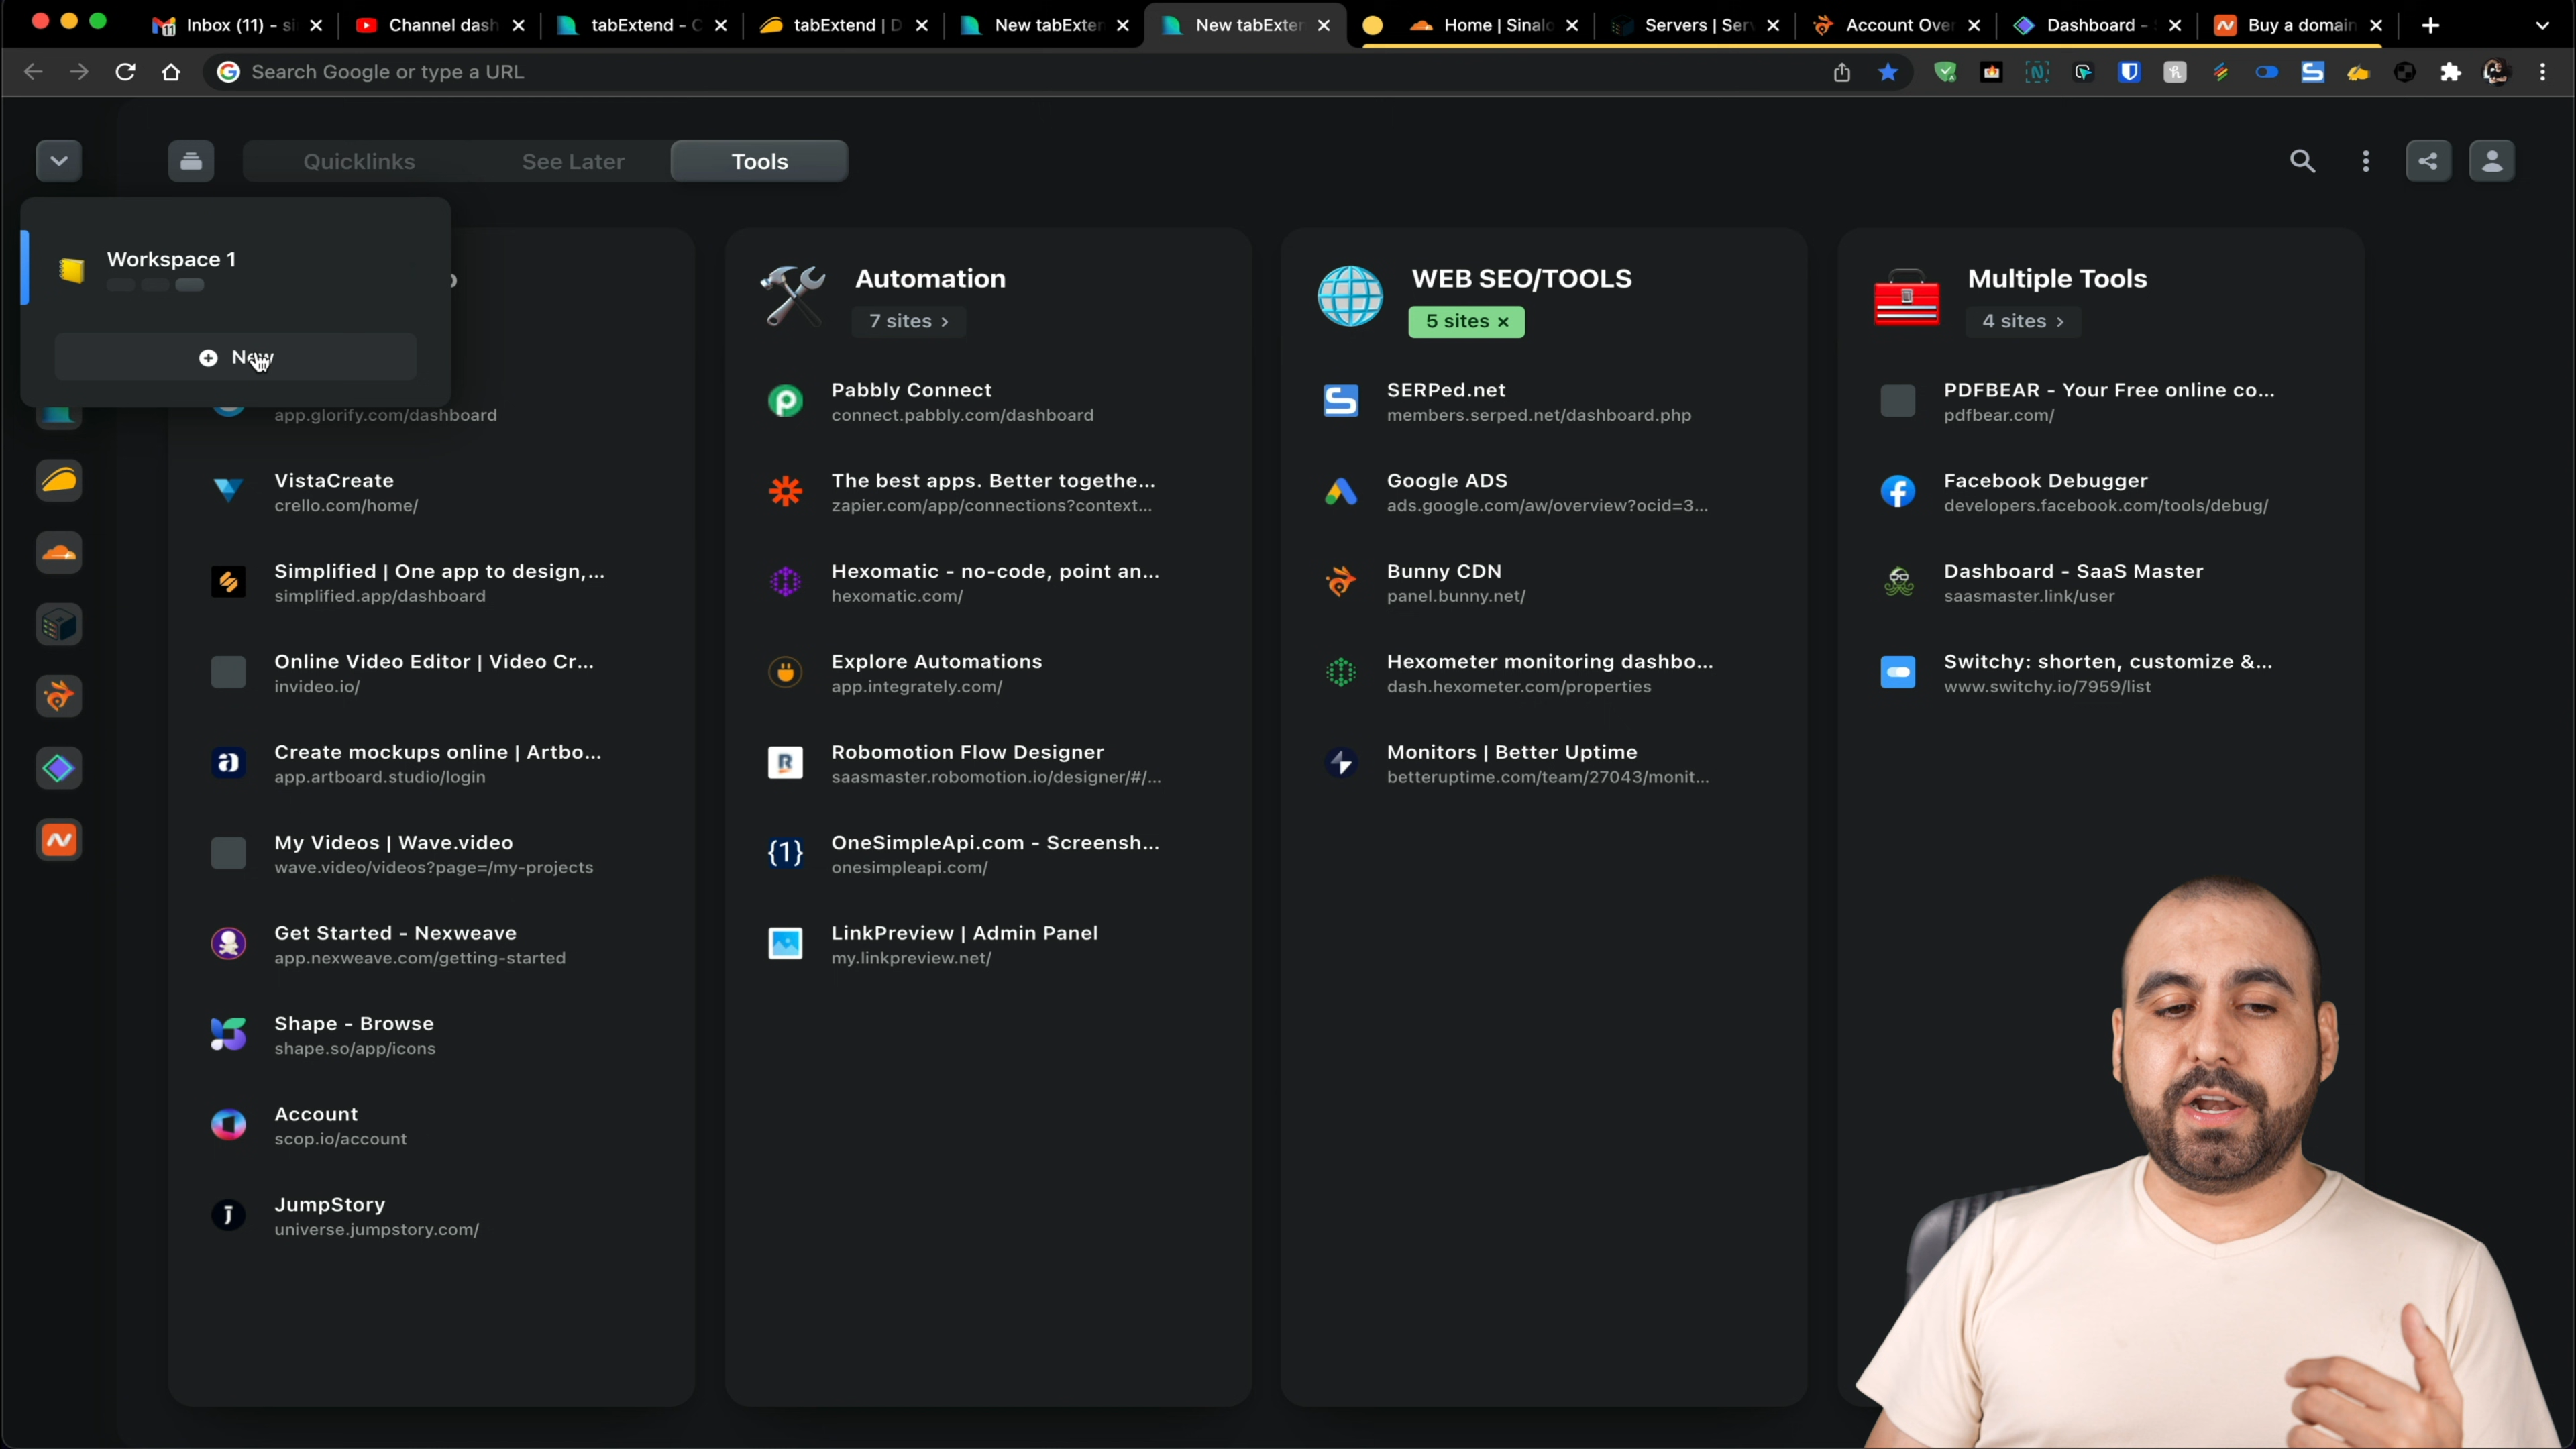 Inbox (11) - si
Channel dash
tabExtend - C
tabExtend | D
New tabExter
New tabExter
Home | Sinalo
Servers | Serv
Account Over
Dashboard -
Buy a domain
Search Google or type a URL
Quicklinks
See Later
Tools
Workspace 1
New
app.glorify.com/dashboard
VistaCreate
crello.com/home/
Simplified | One app to design,...
simplified.app/dashboard
Online Video Editor | Video Cr...
invideo.io/
Create mockups online | Artbo...
app.artboard.studio/login
My Videos | Wave.video
wave.video/videos?page=/my-projects
Get Started - Nexweave
app.nexweave.com/getting-started
Shape - Browse
shape.so/app/icons
Account
scop.io/account
JumpStory
universe.jumpstory.com/
Automation
7 sites >
Pabbly Connect
connect.pabbly.com/dashboard
The best apps. Better togethe...
zapier.com/app/connections?context...
Hexomatic - no-code, point an...
hexomatic.com/
Explore Automations
app.integrately.com/
Robomotion Flow Designer
saasmaster.robomotion.io/designer/#/...
{1}
OneSimpleApi.com - Screensh...
onesimpleapi.com/
LinkPreview | Admin Panel
my.linkpreview.net/
WEB SEO/TOOLS
5 sites ×
SERPed.net
members.serped.net/dashboard.php
Google ADS
ads.google.com/aw/overview?ocid=3...
Bunny CDN
panel.bunny.net/
Hexometer monitoring dashbo...
dash.hexometer.com/properties
Monitors | Better Uptime
betteruptime.com/team/27043/monit...
Multiple Tools
4 sites >
PDFBEAR - Your Free online co...
pdfbear.com/
Facebook Debugger
developers.facebook.com/tools/debug/
Dashboard - SaaS Master
saasmaster.link/user
Switchy: shorten, customize &...
www.switchy.io/7959/list